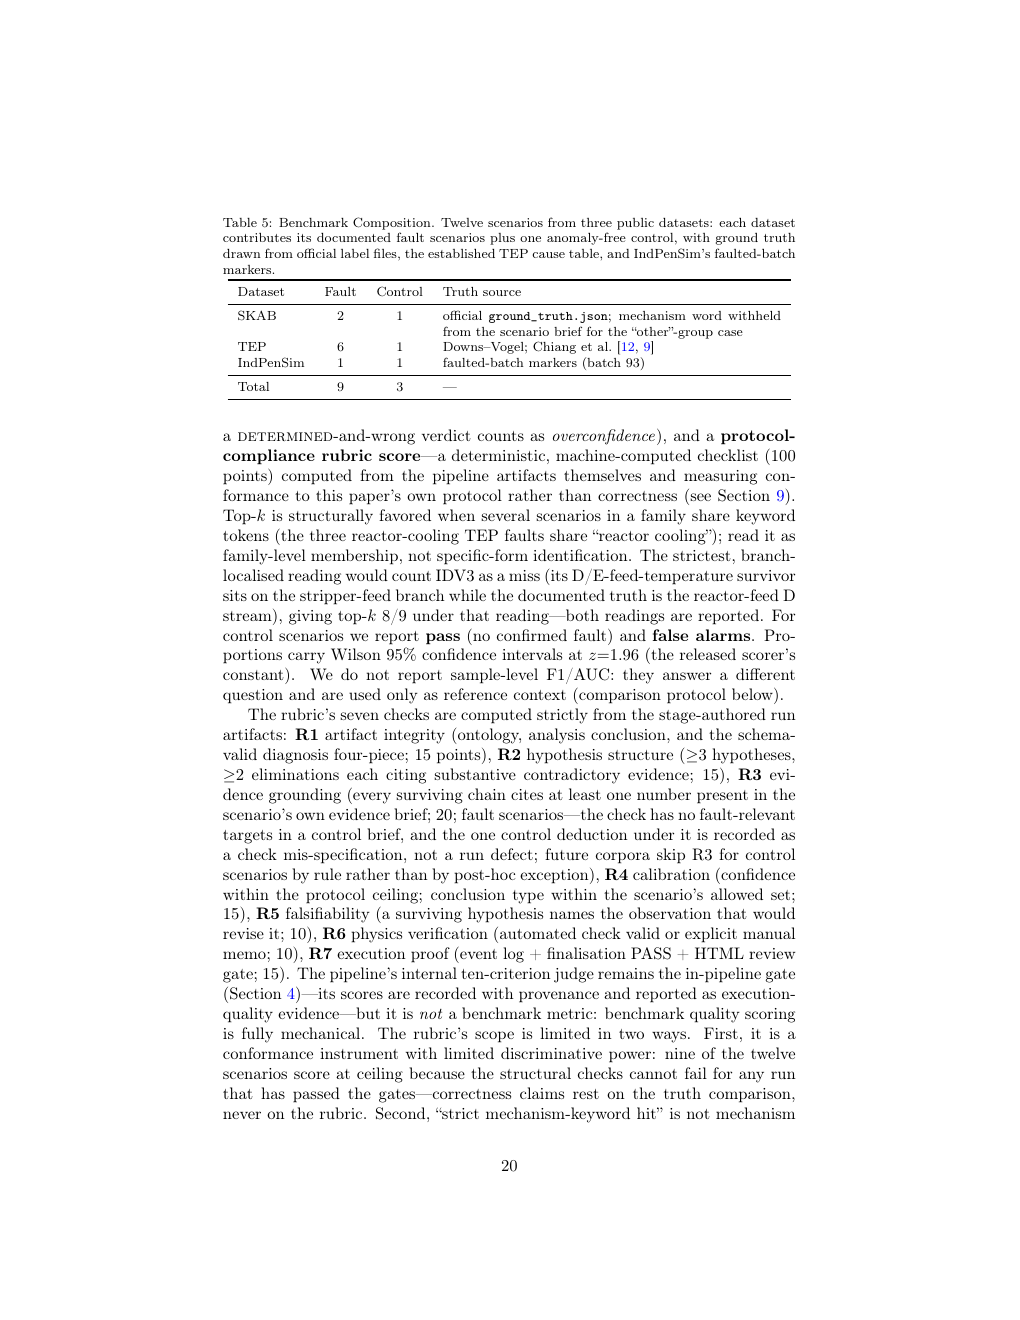 Table 5: Benchmark Composition. Twelve scenarios from three public datasets: each dataset
contributes its documented fault scenarios plus one anomaly-free control, with ground truth
drawn from official label files, the established TEP cause table, and IndPenSim's faulted-batch
markers.
Dataset Fault Control Truth source
SKAB 2 1 official ground_truth.json; mechanism word withheld
from the scenario brief for the “other”-group case
TEP 6 1 Downs–Vogel; Chiang et al. [12, 9]
IndPenSim 1 1 faulted-batch markers (batch 93)
Total 9 3 —
a DETERMINED-and-wrong verdict counts as overconfidence), and a protocol-
compliance rubric score—a deterministic, machine-computed checklist (100
points) computed from the pipeline artifacts themselves and measuring con-
formance to this paper's own protocol rather than correctness (see Section 9).
Top-k is structurally favored when several scenarios in a family share keyword
tokens (the three reactor-cooling TEP faults share “reactor cooling”); read it as
family-level membership, not specific-form identification. The strictest, branch-
localised reading would count IDV3 as a miss (its D/E-feed-temperature survivor
sits on the stripper-feed branch while the documented truth is the reactor-feed D
stream), giving top-k 8/9 under that reading—both readings are reported. For
control scenarios we report pass (no confirmed fault) and false alarms. Pro-
portions carry Wilson 95% confidence intervals at z=1.96 (the released scorer's
constant). We do not report sample-level F1/AUC: they answer a different
question and are used only as reference context (comparison protocol below).
The rubric's seven checks are computed strictly from the stage-authored run
artifacts: R1 artifact integrity (ontology, analysis conclusion, and the schema-
valid diagnosis four-piece; 15 points), R2 hypothesis structure (≥3 hypotheses,
≥2 eliminations each citing substantive contradictory evidence; 15), R3 evi-
dence grounding (every surviving chain cites at least one number present in the
scenario's own evidence brief; 20; fault scenarios—the check has no fault-relevant
targets in a control brief, and the one control deduction under it is recorded as
a check mis-specification, not a run defect; future corpora skip R3 for control
scenarios by rule rather than by post-hoc exception), R4 calibration (confidence
within the protocol ceiling; conclusion type within the scenario's allowed set;
15), R5 falsifiability (a surviving hypothesis names the observation that would
revise it; 10), R6 physics verification (automated check valid or explicit manual
memo; 10), R7 execution proof (event log + finalisation PASS + HTML review
gate; 15). The pipeline's internal ten-criterion judge remains the in-pipeline gate
(Section 4)—its scores are recorded with provenance and reported as execution-
quality evidence—but it is not a benchmark metric: benchmark quality scoring
is fully mechanical. The rubric's scope is limited in two ways. First, it is a
conformance instrument with limited discriminative power: nine of the twelve
scenarios score at ceiling because the structural checks cannot fail for any run
that has passed the gates—correctness claims rest on the truth comparison,
never on the rubric. Second, “strict mechanism-keyword hit” is not mechanism
20